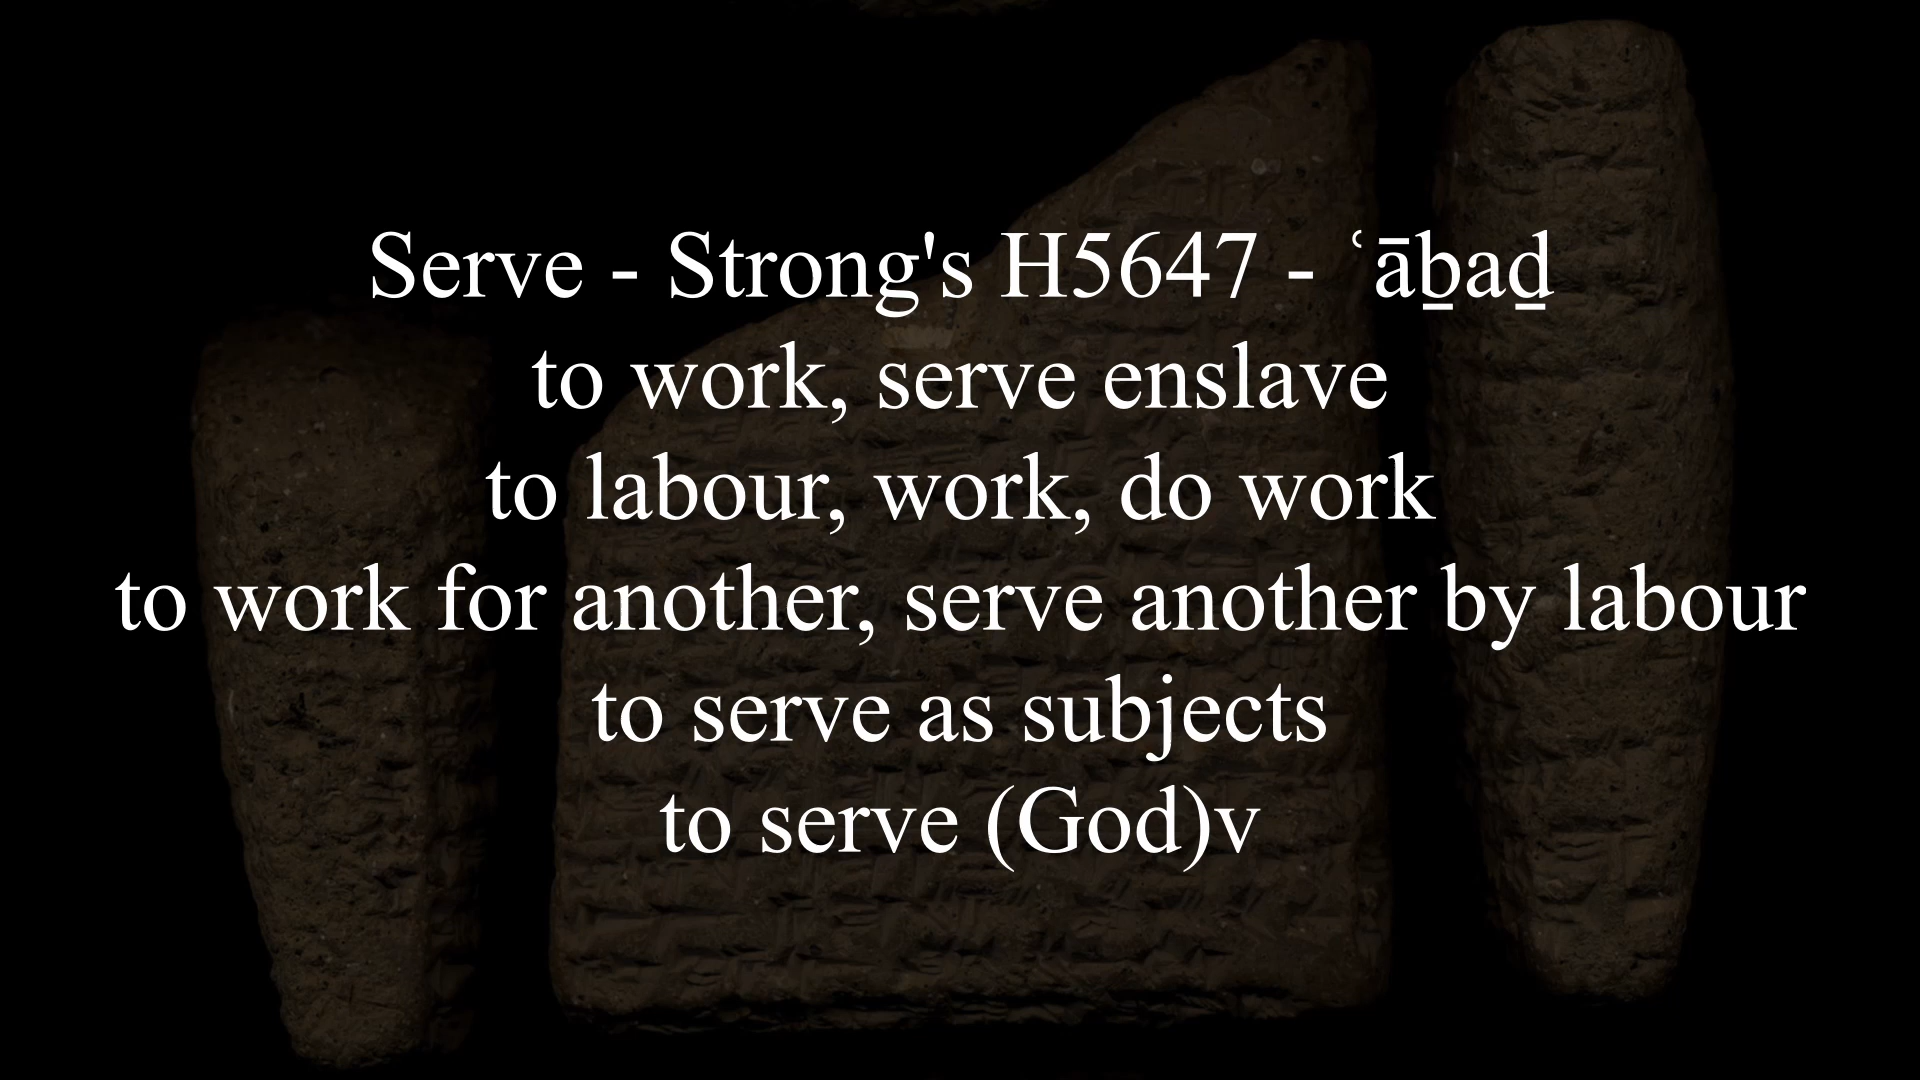 Serve - Strong's H5647 - ʿāḇaḏ
to work, serve enslave
to labour, work, do work
to work for another, serve another by labour
to serve as subjects
to serve (God)v